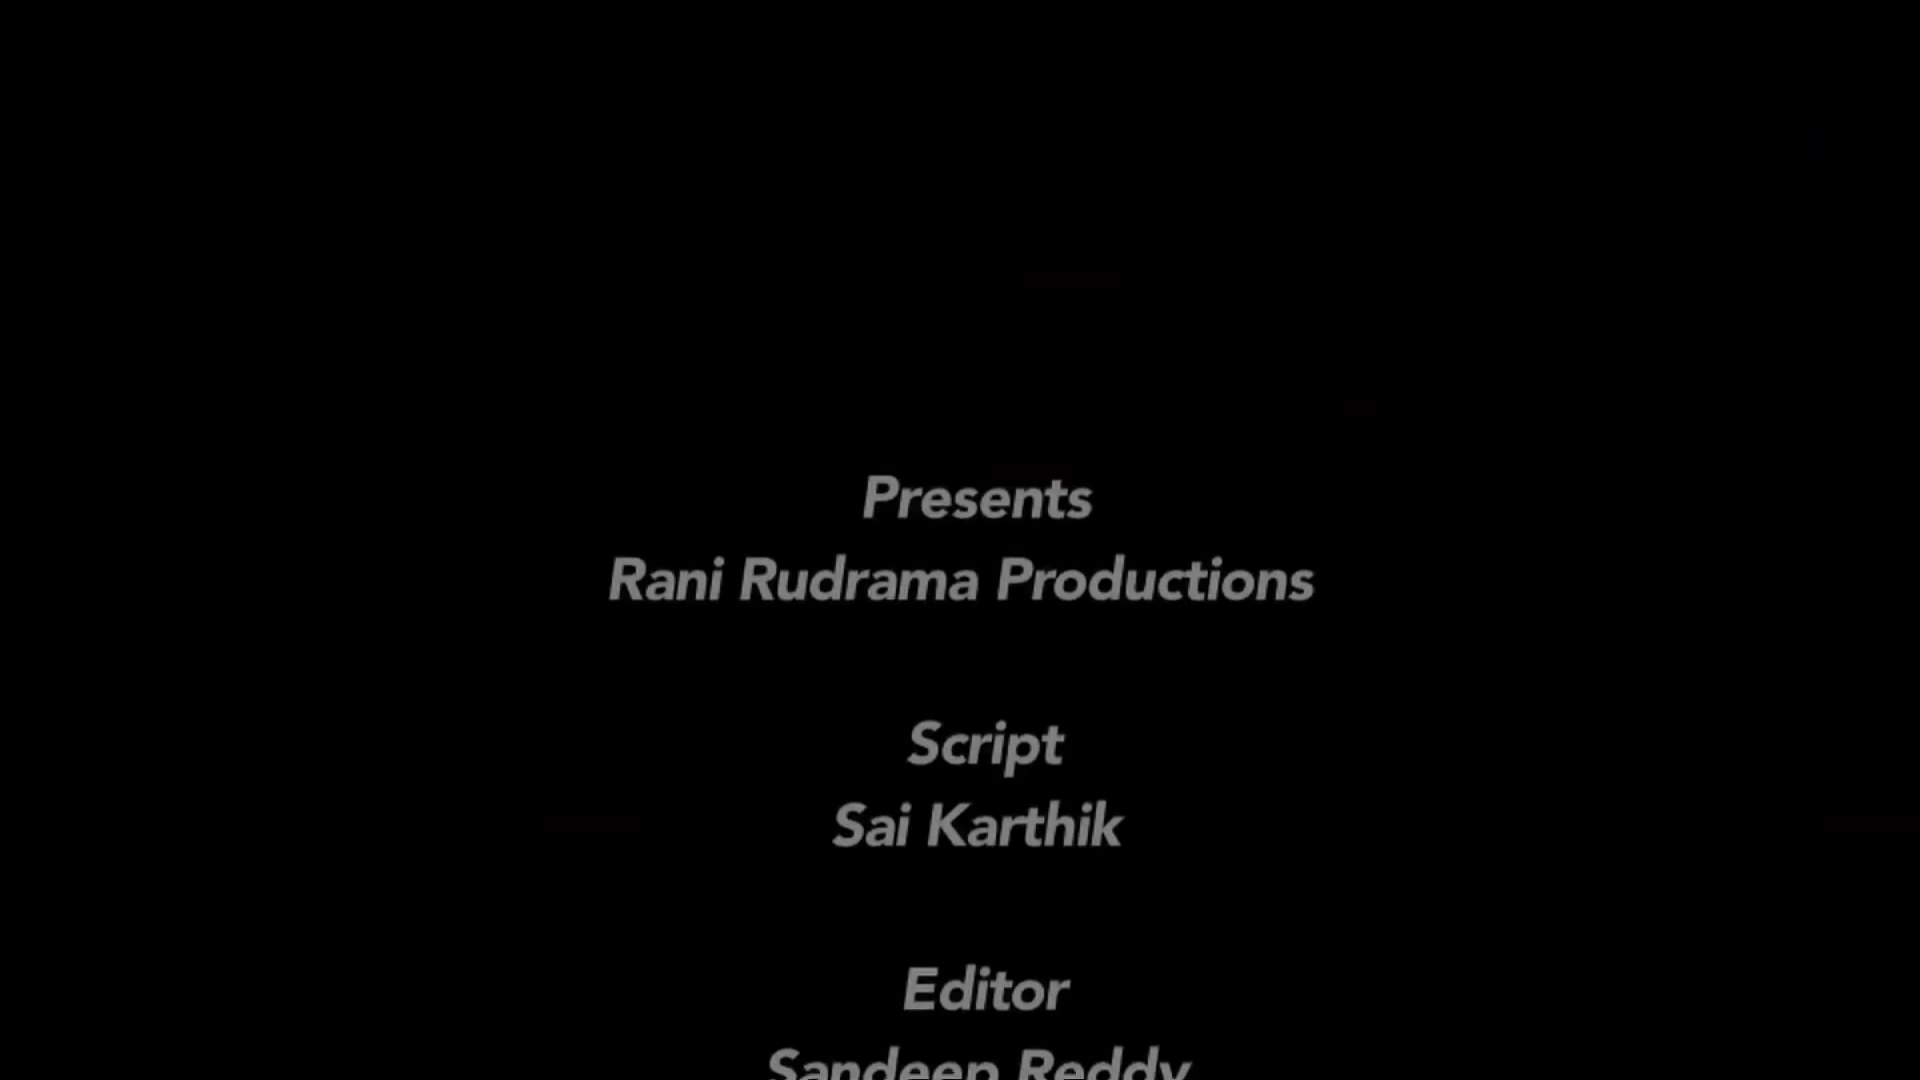 Presents
Rani Rudrama Productions
Script
Sai Karthik
Editor
Sandeep Reddy